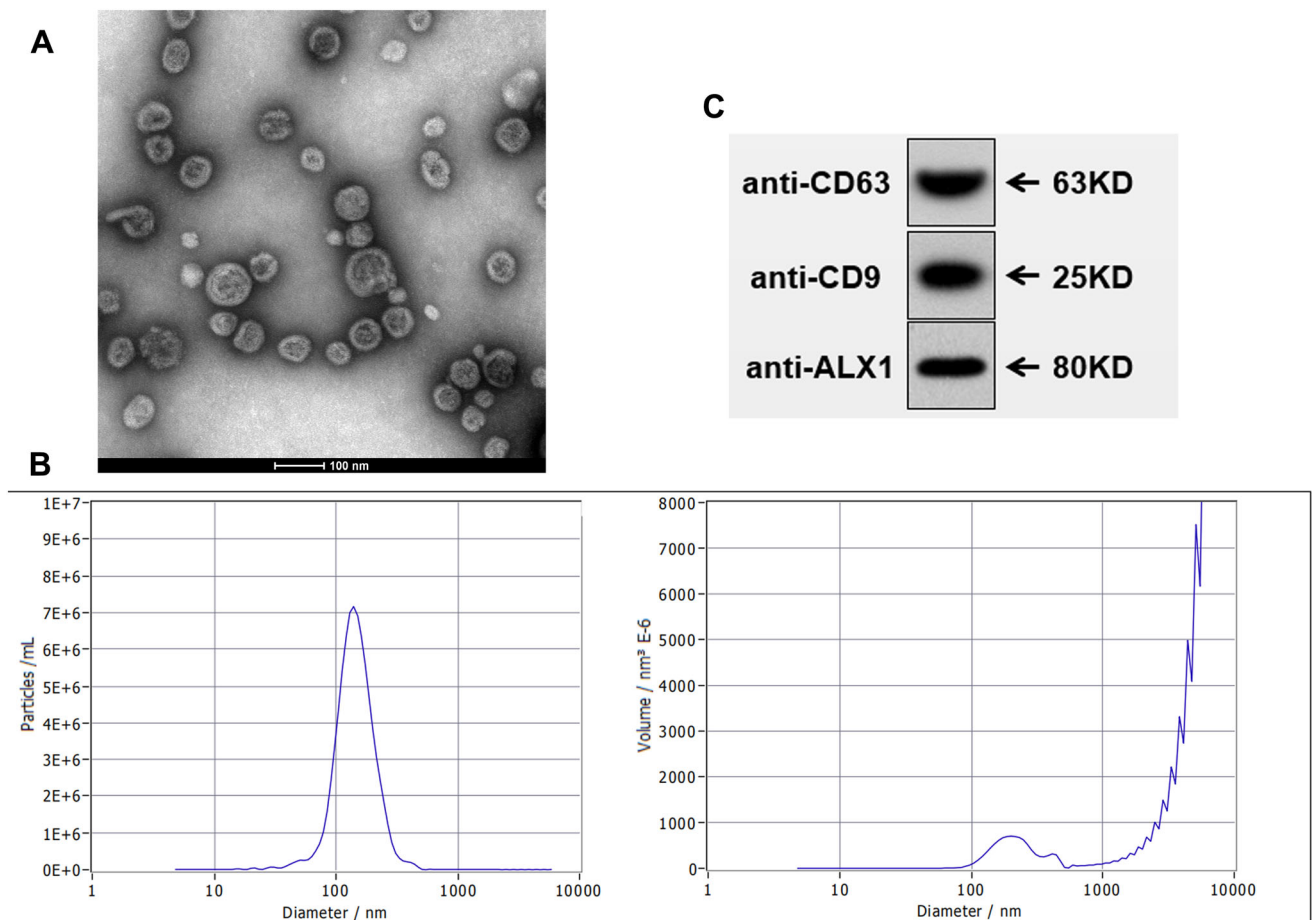 A
100 nm
C
anti-CD63 ← 63KD
anti-CD9 ← 25KD
anti-ALX1 ← 80KD
B
1E+7
9E+6
8E+6
7E+6
6E+6
5E+6
4E+6
3E+6
2E+6
1E+6
0E+0
Particles /mL
1 10 100 1000 10000
Diameter / nm
8000
7000
6000
5000
4000
3000
2000
1000
0
Volume / nm³ E-6
1 10 100 1000 10000
Diameter / nm